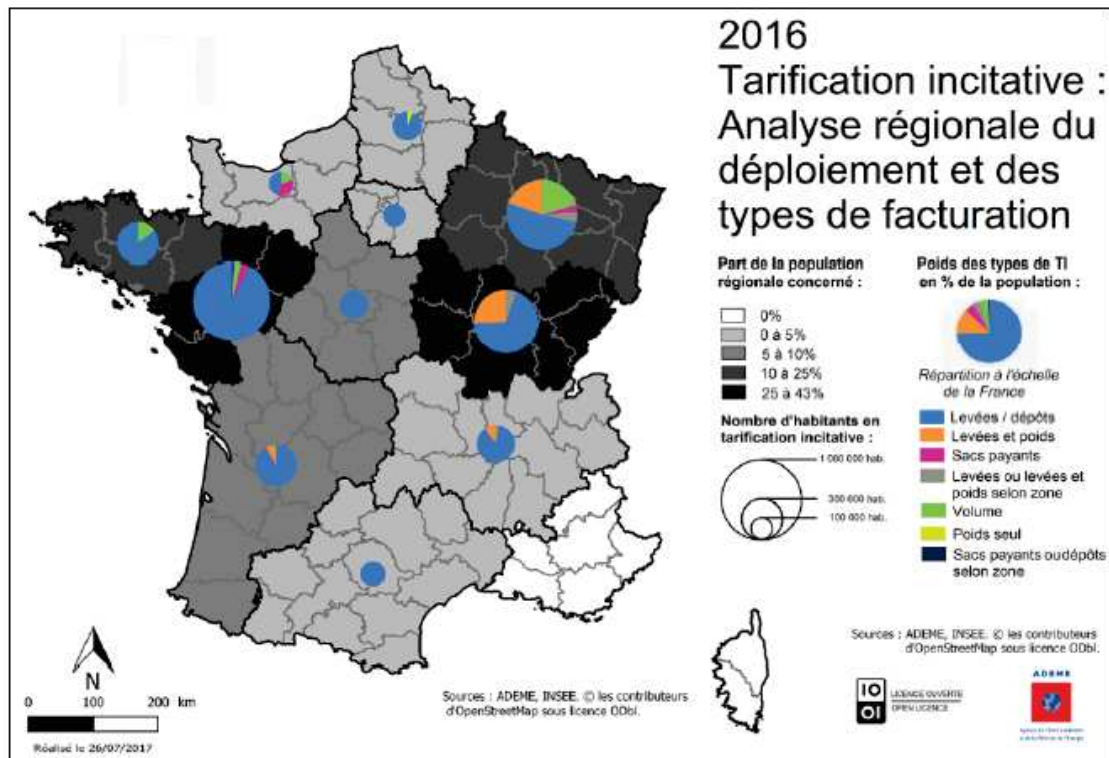 2016
Tarification incitative :
Analyse régionale du
déploiement et des
types de facturation
Part de la population
régionale concerné :
0%
0 à 5%
5 à 10%
10 à 25%
25 à 43%
Nombre d'habitants en
tarification incitative :
1 000 000 hab.
300 000 hab.
100 000 hab.
Poids des types de TI
en % de la population :
Répartition à l'échelle
de la France
Levées / dépôts
Levées et poids
Sacs payants
Levées ou levées et
poids selon zone
Volume
Poids seul
Sacs payants oudépôts
selon zone
N
0 100 200 km
Réalisé le 26/07/2017
Sources : ADEME, INSEE. © les contributeurs
d'OpenStreetMap sous licence ODbl.
Sources : ADEME, INSEE. © les contributeurs
d'OpenStreetMap sous licence ODbl.
LICENCE OUVERTE
OPEN LICENCE
ADEME